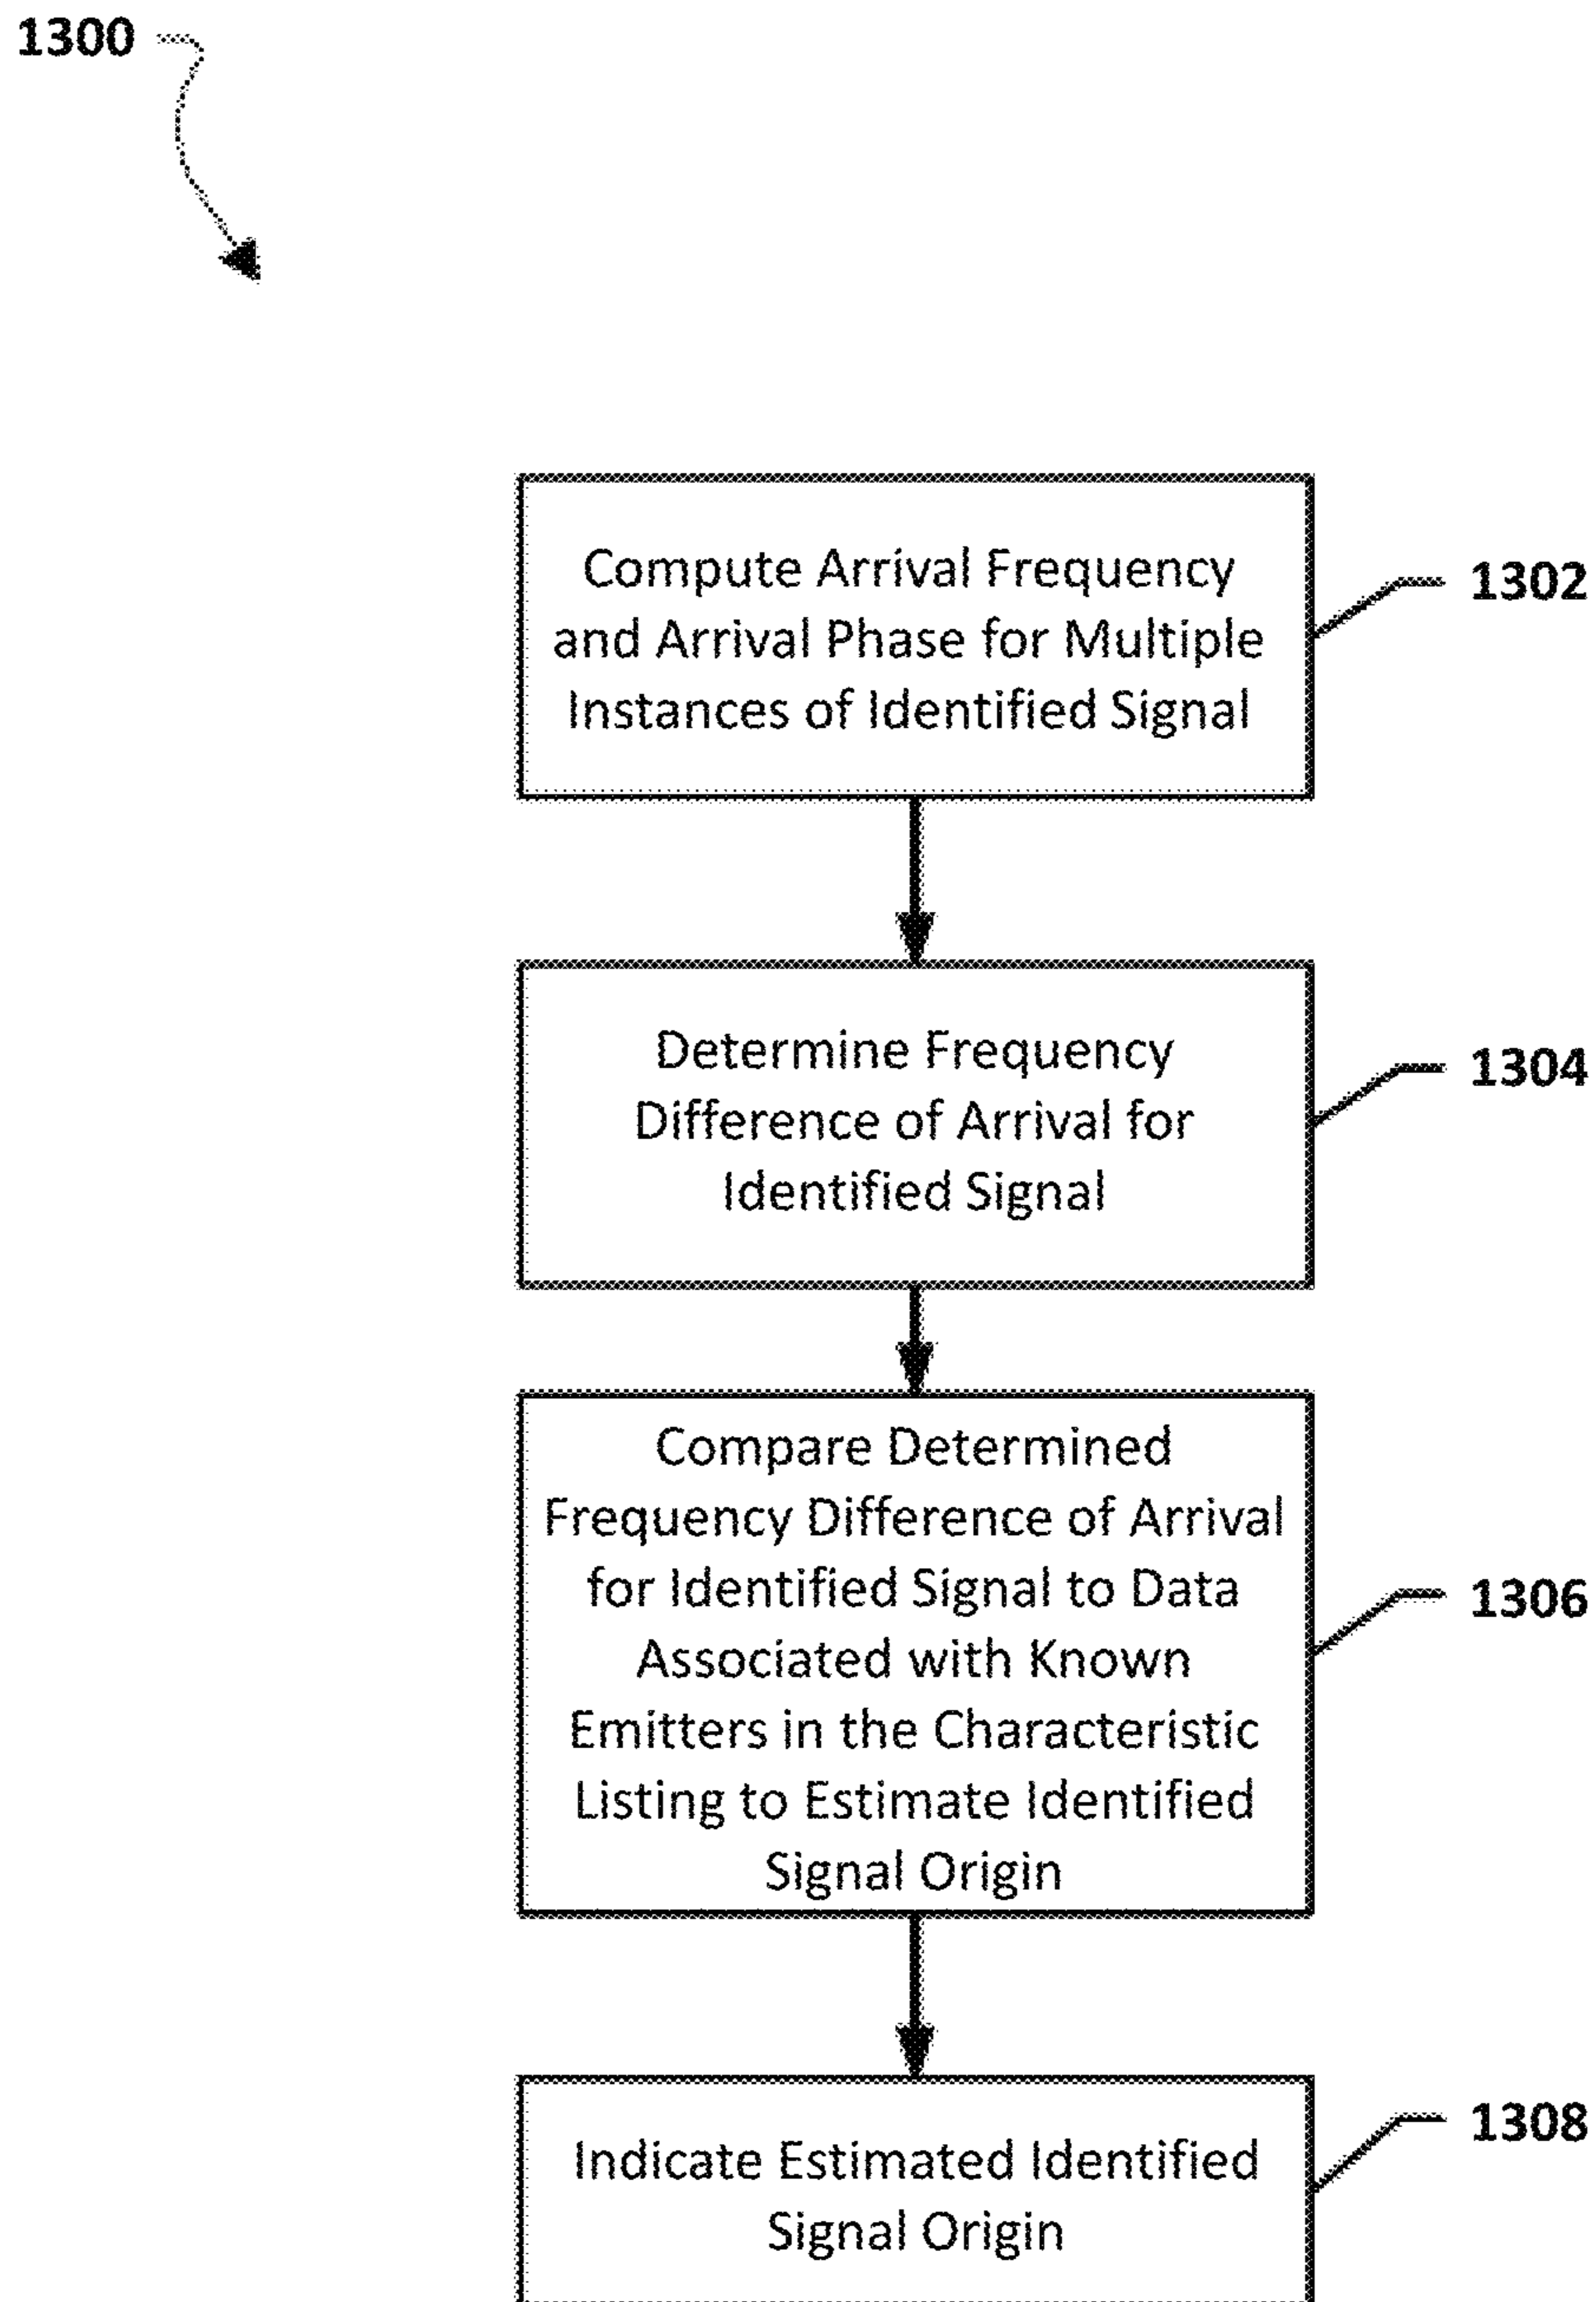 1300
Compute Arrival Frequency
and Arrival Phase for Multiple
Instances of Identified Signal
1302
Determine Frequency
Difference of Arrival for
Identified Signal
1304
Compare Determined
Frequency Difference of Arrival
for Identified Signal to Data
Associated with Known
Emitters in the Characteristic
Listing to Estimate Identified
Signal Origin
1306
Indicate Estimated Identified
Signal Origin
1308